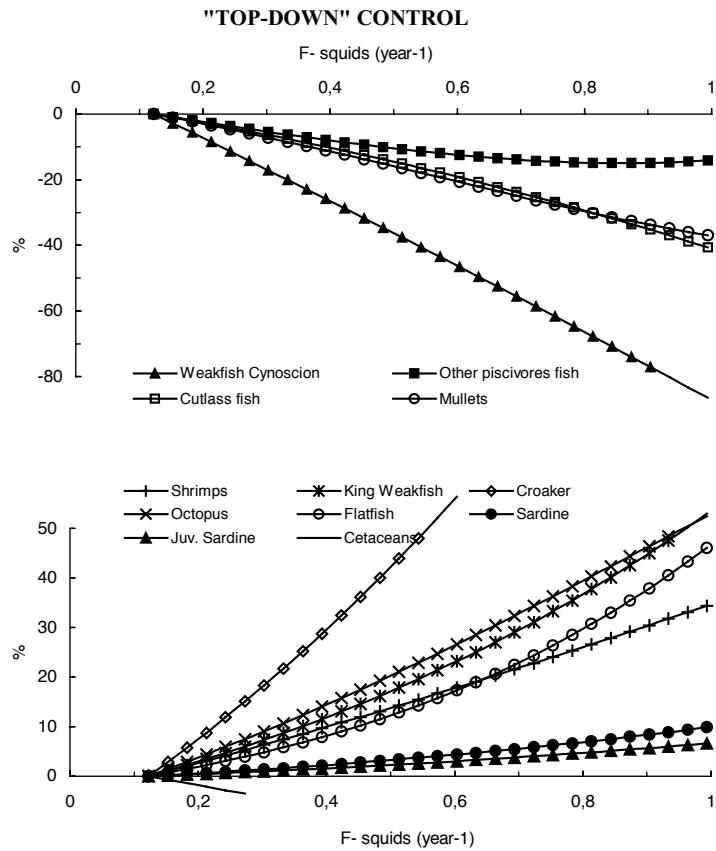 "TOP-DOWN" CONTROL
F- squids (year-1)
0 0,2 0,4 0,6 0,8 1
0
-20
-40
-60
-80
%
Weakfish Cynoscion Other piscivores fish
Cutlass fish Mullets
Shrimps King Weakfish Croaker
Octopus Flatfish Sardine
Juv. Sardine Cetaceans
50
40
30
20
10
0
%
0 0,2 0,4 0,6 0,8 1
F- squids (year-1)